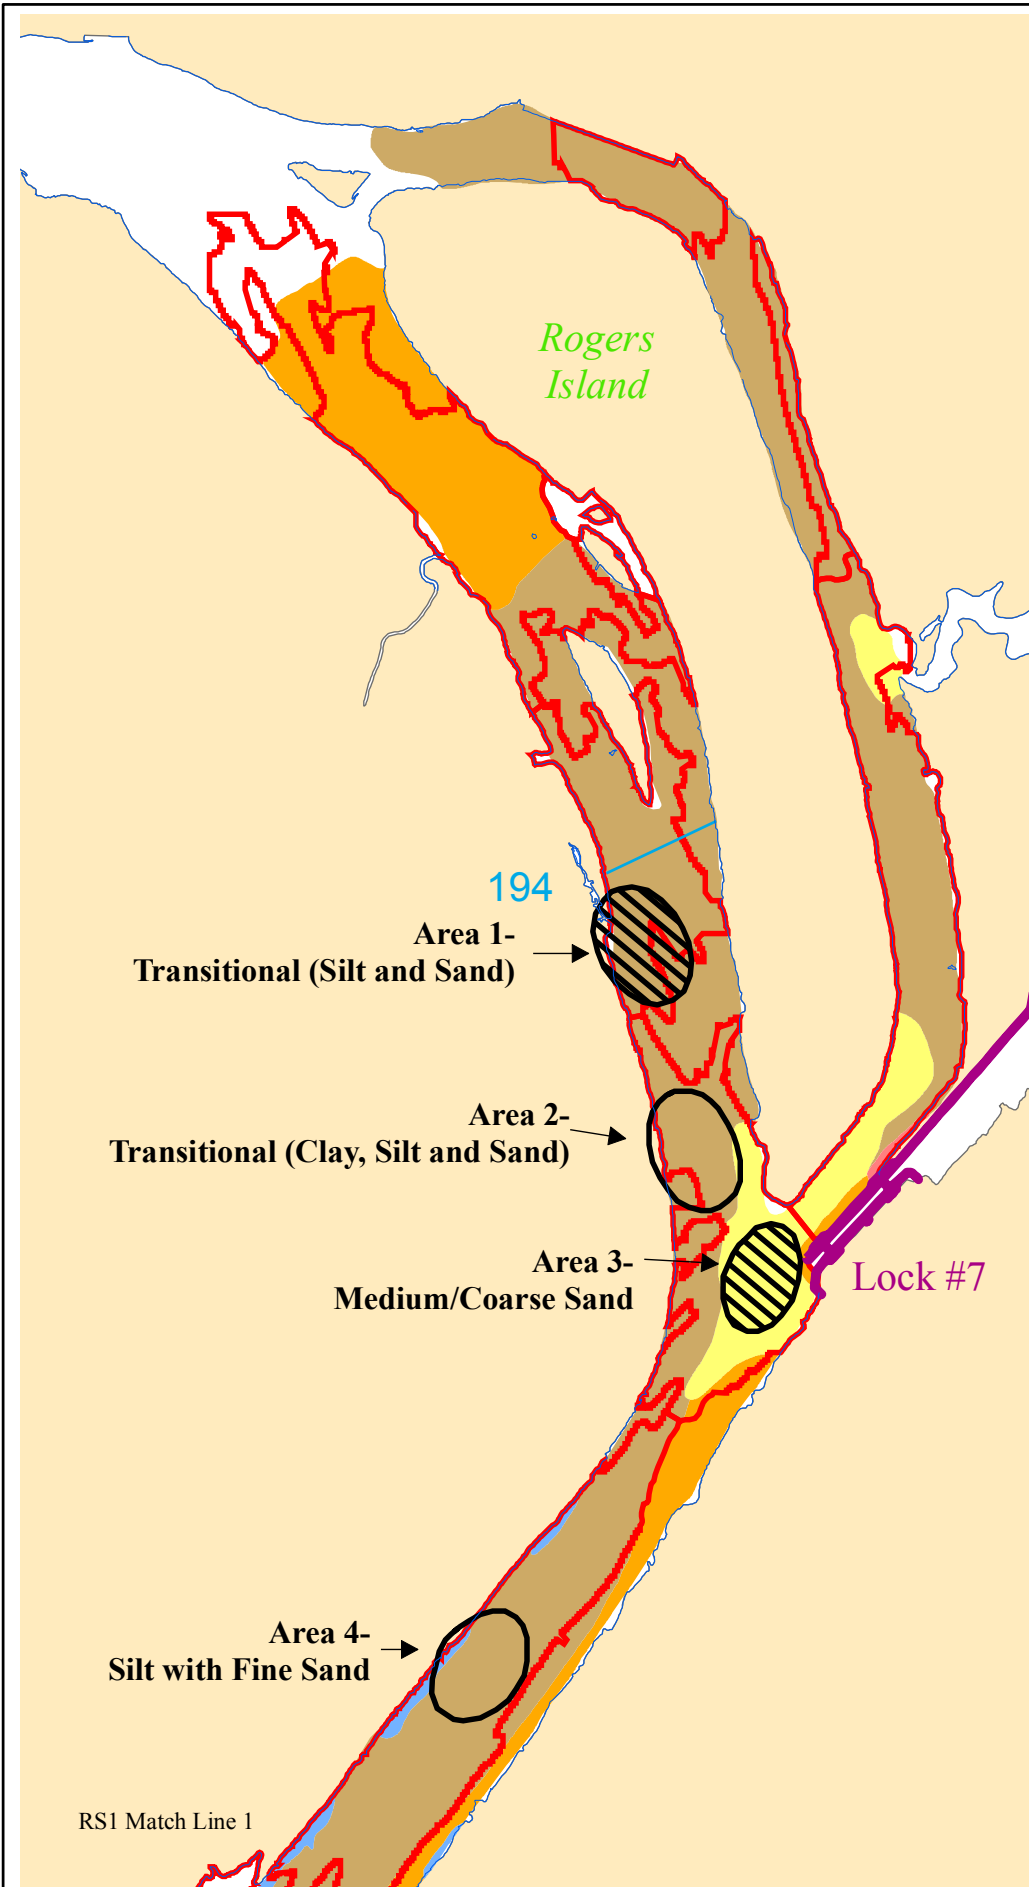 Rogers
Island
194
Area 1-
Transitional (Silt and Sand)
Area 2-
Transitional (Clay, Silt and Sand)
Area 3-
Medium/Coarse Sand
Lock #7
Area 4-
Silt with Fine Sand
RS1 Match Line 1